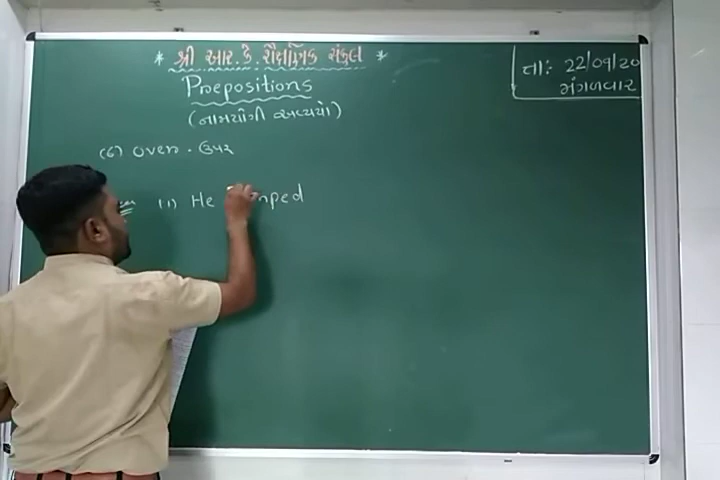 * શ્રી આર.કે. શૈક્ષણિક સંકુલ *
Prepositions
(નામયોગી અવ્યયો)
તા: 22/09/20
મંગળવાર
(6) over - ઉપર
(1) He